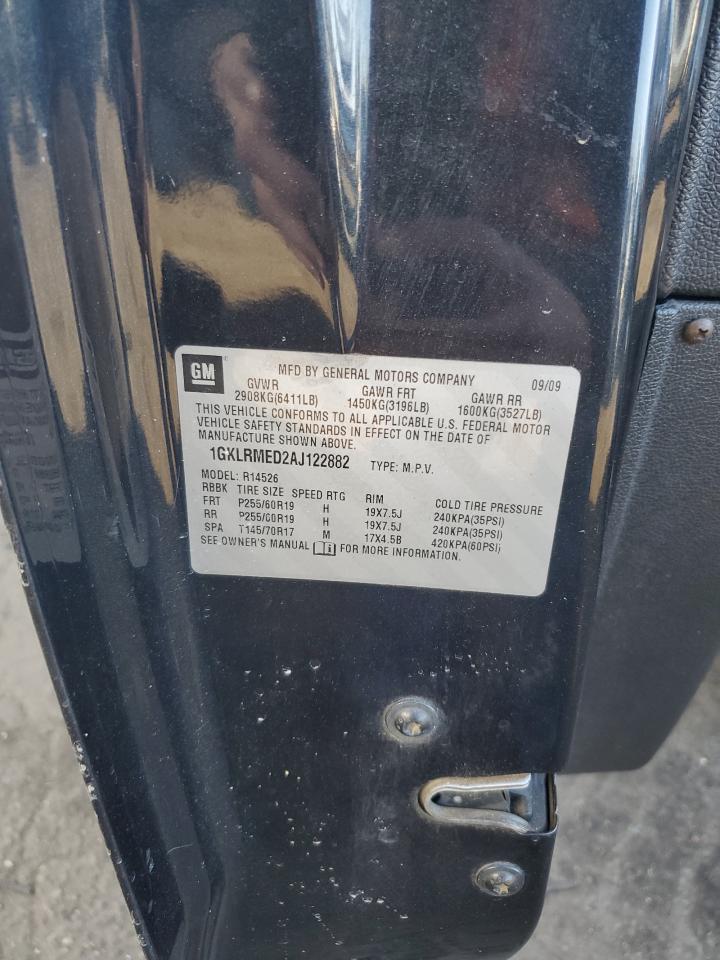 GM
MFD BY GENERAL MOTORS COMPANY 09/09
GVWR GAWR FRT GAWR RR
2908KG(6411LB) 1450KG(3196LB) 1600KG(3527LB)
THIS VEHICLE CONFORMS TO ALL APPLICABLE U.S. FEDERAL MOTOR
VEHICLE SAFETY STANDARDS IN EFFECT ON THE DATE OF
MANUFACTURE SHOWN ABOVE.
1GXLRMED2AJ122882 TYPE: M.P.V.
MODEL: R14526
RBBK TIRE SIZE SPEED RTG RIM COLD TIRE PRESSURE
FRT P255/60R19 H 19X7.5J 240KPA(35PSI)
RR P255/60R19 H 19X7.5J 240KPA(35PSI)
SPA T145/70R17 M 17X4.5B 420KPA(60PSI)
SEE OWNER'S MANUAL FOR MORE INFORMATION.